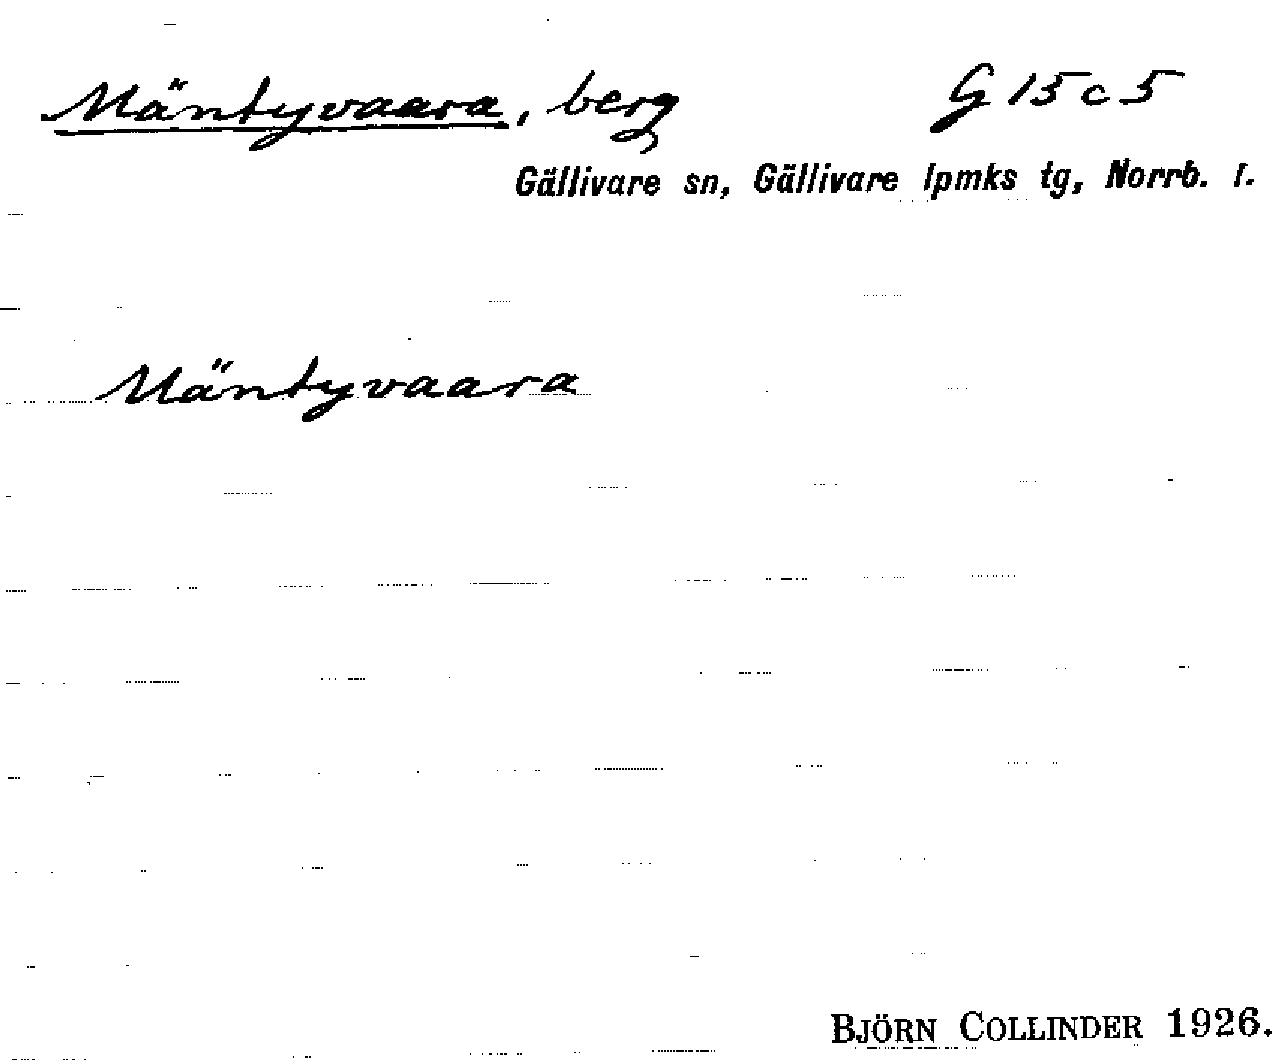 Mäntyvaara, berg G 15 c 5
Gällivare sn, Gällivare lpmks tg, Norrb. l.
Mäntyvaara
BJÖRN COLLINDER 1926.